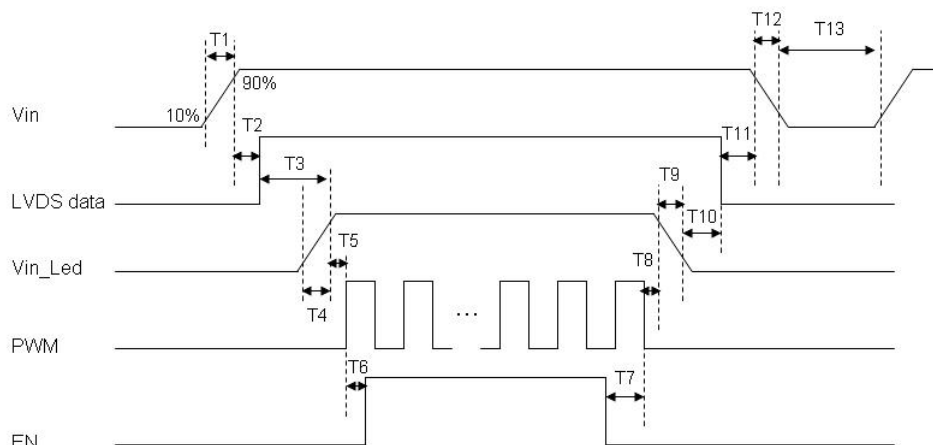 T1
T12
T13
90%
10%
Vin
T2
T11
T3
T9
LVDS data
T10
T5
Vin_Led
T8
T4
...
PWM
T6
T7
EN